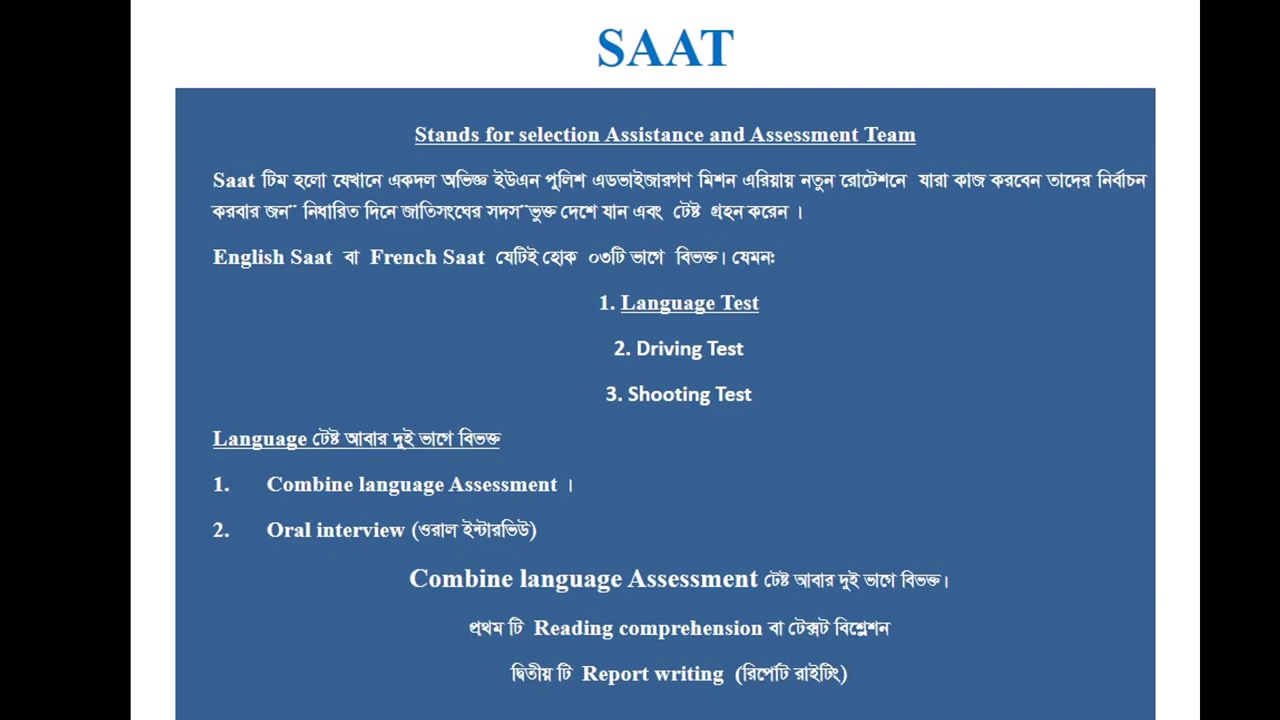 SAAT
Stands for selection Assistance and Assessment Team
Saat টিম হলো যেখানে একদল অভিজ্ঞ ইউএন পুলিশ এডভাইজারগণ মিশন এরিয়ায় নতুন রোটেশনে যারা কাজ করবেন তাদের নির্বাচন
করবার জন¨ নিধারিত দিনে জাতিসংঘের সদস¨ভুক্ত দেশে যান এবং টেষ্ট গ্রহন করেন ।
English Saat বা French Saat যেটিই হোক ০৩টি ভাগে বিভক্ত। যেমনঃ
1. Language Test
2. Driving Test
3. Shooting Test
Language টেষ্ট আবার দুই ভাগে বিভক্ত
1. Combine language Assessment ।
2. Oral interview (ওরাল ইন্টারভিউ)
Combine language Assessment টেষ্ট আবার দুই ভাগে বিভক্ত।
প্রথম টি Reading comprehension বা টেক্সট বিশ্লেশন
দ্বিতীয় টি Report writing (রিপোর্ট রাইটিং)